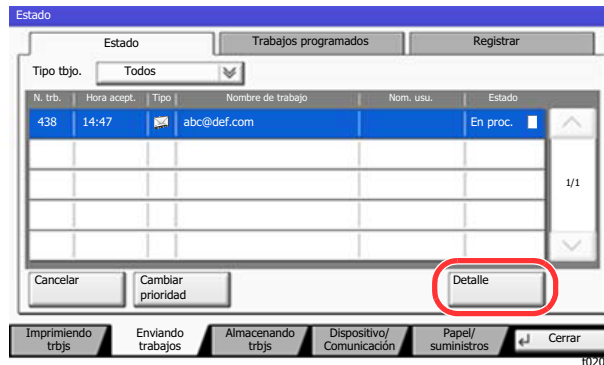 Estado
Estado Trabajos programados Registrar
Tipo tbjo. Todos
N. trb. Hora acept. Tipo Nombre de trabajo Nom. usu. Estado
438 14:47 abc@def.com En proc.
1/1
Cancelar Cambiar prioridad Detalle
Imprimiendo trbjs Enviando trabajos Almacenando trbjs Dispositivo/ Comunicación Papel/ suministros Cerrar